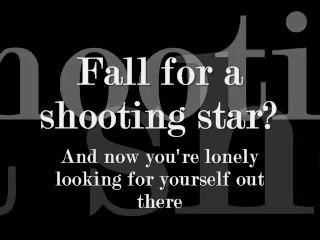 Fall for a
shooting star?
And now you're lonely
looking for yourself out
there